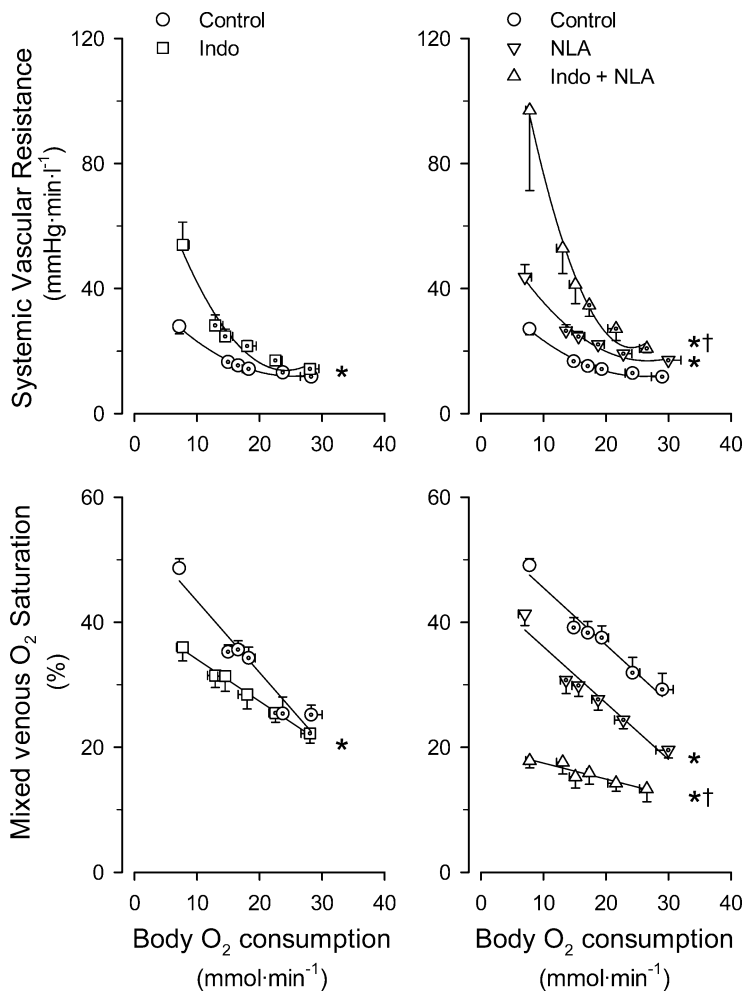 Control
Indo
Control
NLA
Indo + NLA
Systemic Vascular Resistance
(mmHg·min·l⁻¹)
120
80
40
0
0 10 20 30 40
*
120
80
40
0
0 10 20 30 40
*†
*
Mixed venous O₂ Saturation
(%)
60
40
20
0
0 10 20 30 40
*
Body O₂ consumption
(mmol·min⁻¹)
60
40
20
0
0 10 20 30 40
*
*†
Body O₂ consumption
(mmol·min⁻¹)